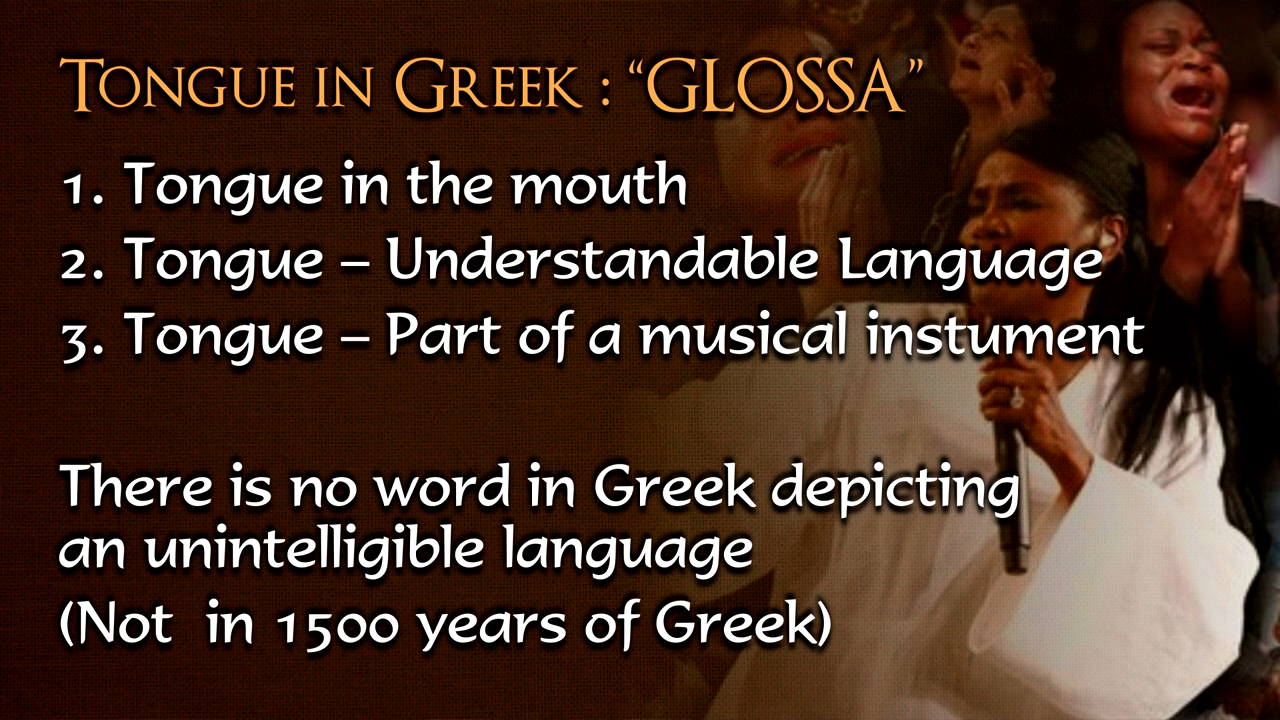 TONGUE IN GREEK : “GLOSSA”
1. Tongue in the mouth
2. Tongue – Understandable Language
3. Tongue – Part of a musical instument
There is no word in Greek depicting
an unintelligible language
(Not in 1500 years of Greek)